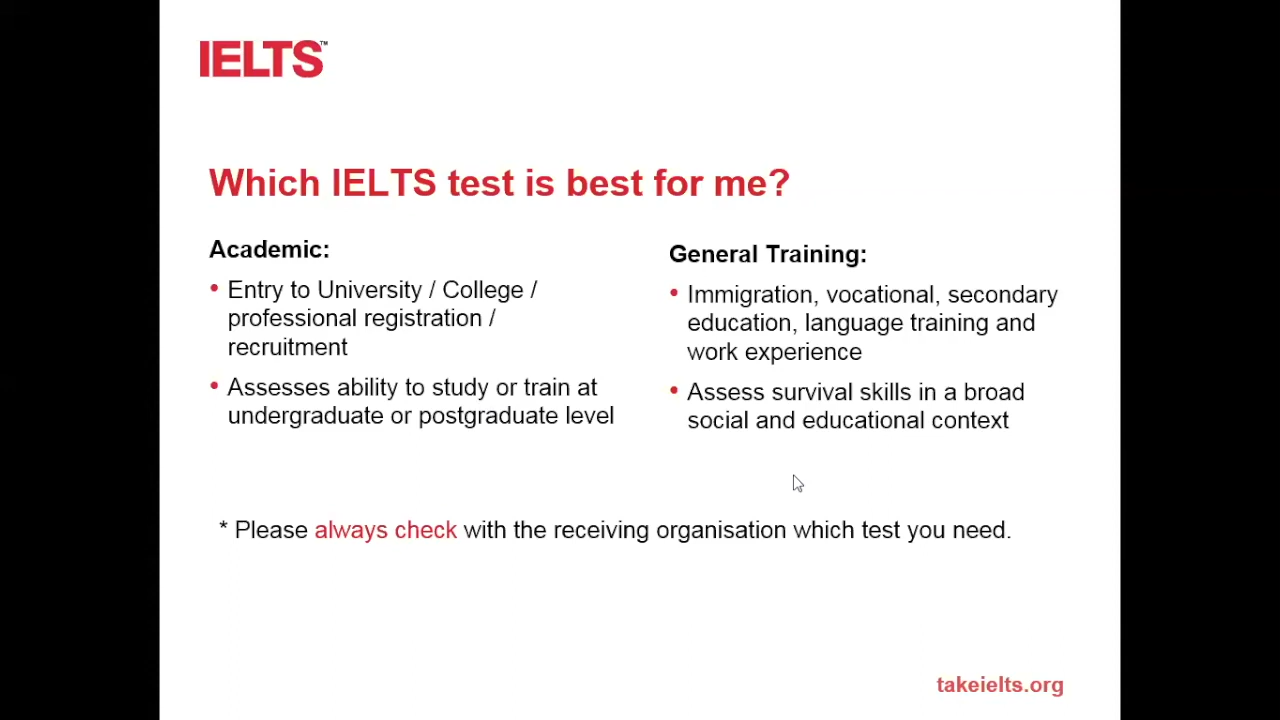 IELTS™
Which IELTS test is best for me?
Academic:
• Entry to University / College /
professional registration /
recruitment
• Assesses ability to study or train at
undergraduate or postgraduate level
General Training:
• Immigration, vocational, secondary
education, language training and
work experience
• Assess survival skills in a broad
social and educational context
* Please always check with the receiving organisation which test you need.
takeielts.org